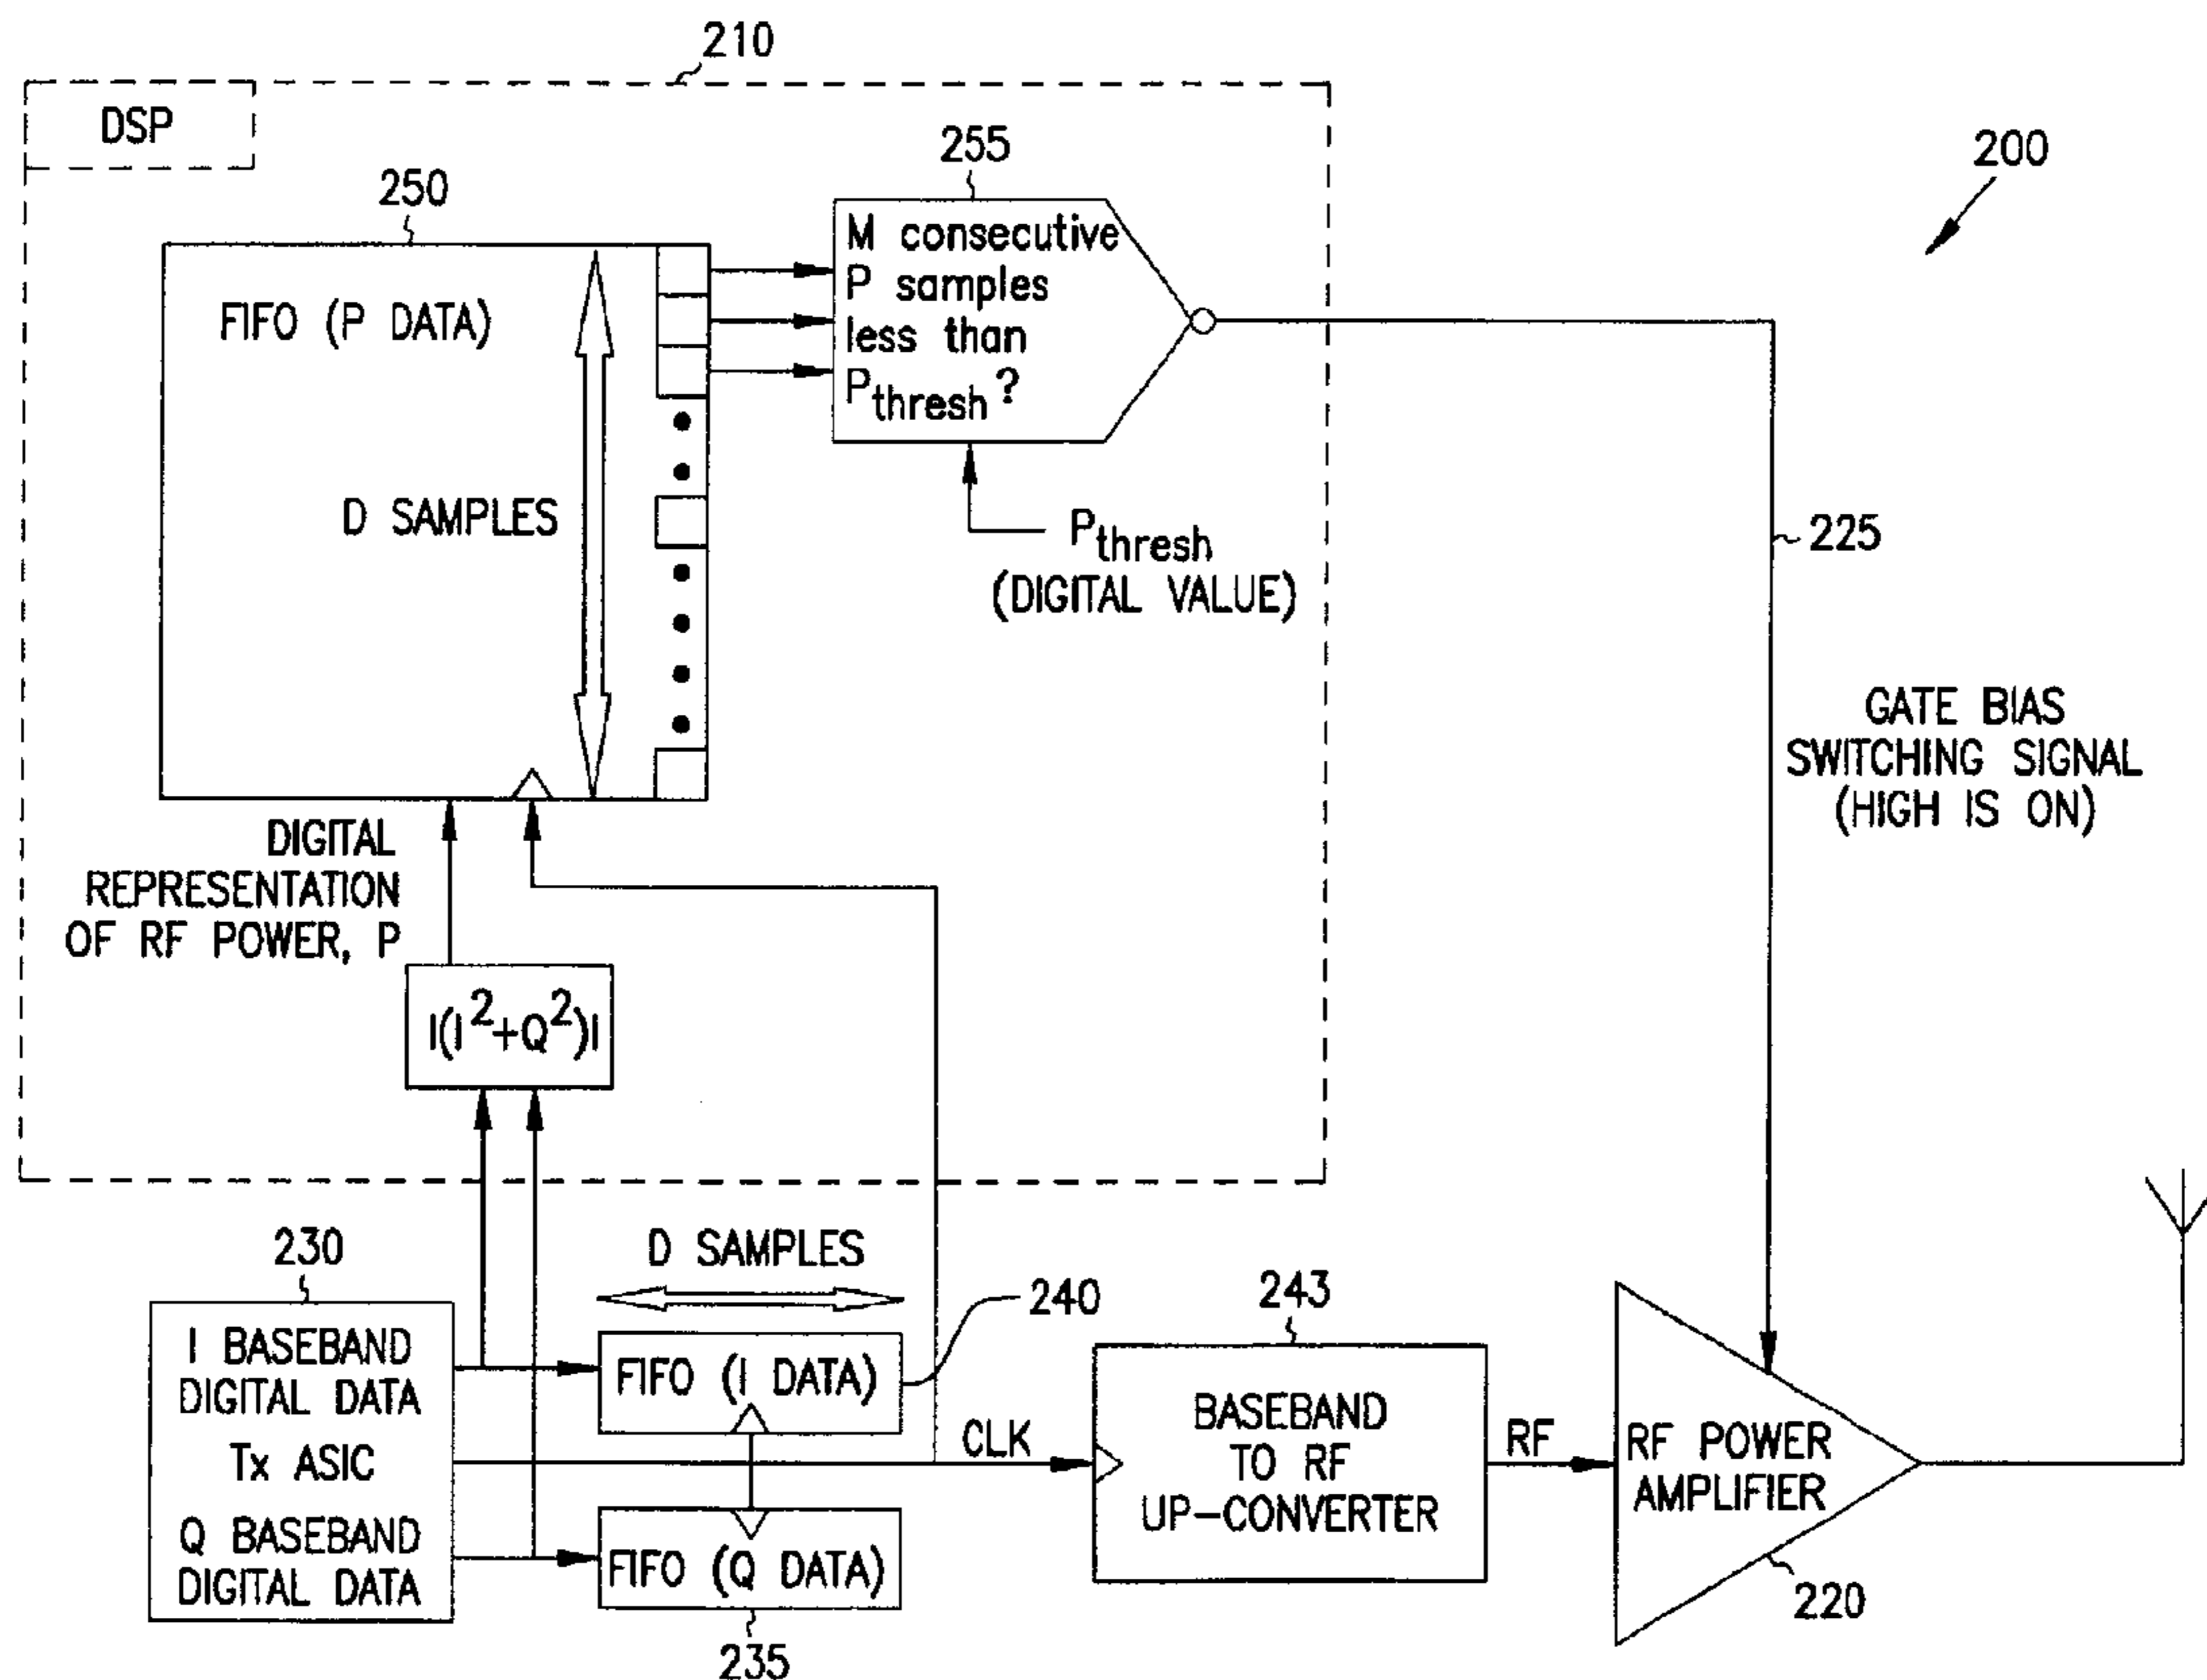 210
DSP
200
255
250
M consecutive
P samples
less than
P_thresh?
FIFO (P DATA)
D SAMPLES
P_thresh
(DIGITAL VALUE)
225
GATE BIAS
SWITCHING SIGNAL
(HIGH IS ON)
DIGITAL
REPRESENTATION
OF RF POWER, P
|(I²+Q²)|
230
D SAMPLES
240
243
I BASEBAND
DIGITAL DATA
Tx ASIC
Q BASEBAND
DIGITAL DATA
FIFO (I DATA)
CLK
FIFO (Q DATA)
235
BASEBAND
TO RF
UP-CONVERTER
RF
RF POWER
AMPLIFIER
220